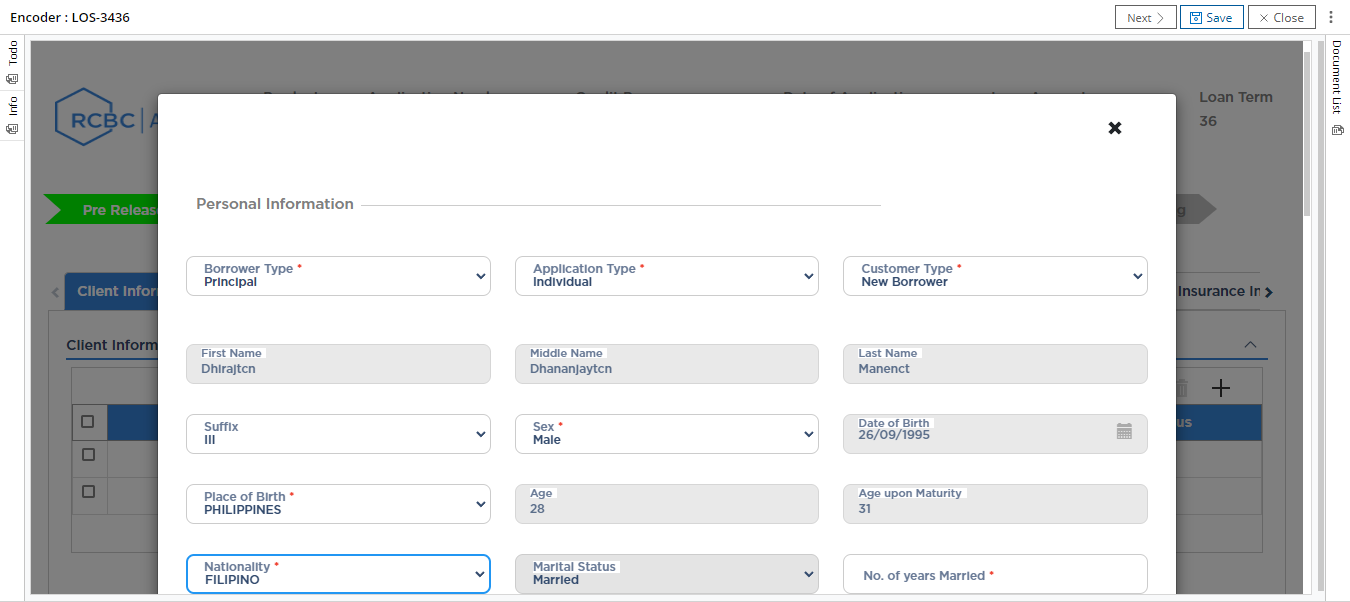 Encoder : LOS-3436
Next
Save
Close
Todo
Info
Document List
RCBC
Loan Term
36
Personal Information
Pre Releas
g
Borrower Type *
Principal
Application Type *
Individual
Customer Type *
New Borrower
Client Infor
Insurance In
Client Inform
First Name
Dhirajtcn
Middle Name
Dhananjaytcn
Last Name
Manenct
us
Suffix
III
Sex *
Male
Date of Birth
26/09/1995
Place of Birth *
PHILIPPINES
Age
28
Age upon Maturity
31
Nationality *
FILIPINO
Marital Status
Married
No. of years Married *